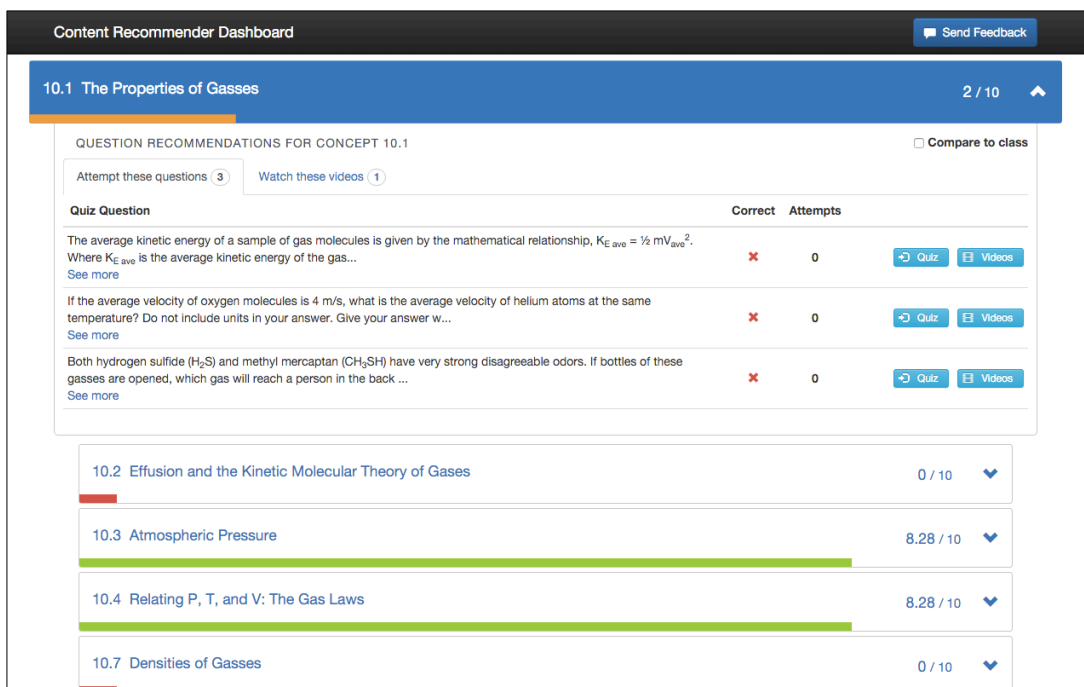 Content Recommender Dashboard
Send Feedback
10.1 The Properties of Gasses
2 / 10
QUESTION RECOMMENDATIONS FOR CONCEPT 10.1
Compare to class
Attempt these questions 3
Watch these videos 1
Quiz Question Correct Attempts
The average kinetic energy of a sample of gas molecules is given by the mathematical relationship, K_E ave = ½ mV_ave².
Where K_E ave is the average kinetic energy of the gas...
0
Quiz
Videos
See more
If the average velocity of oxygen molecules is 4 m/s, what is the average velocity of helium atoms at the same
temperature? Do not include units in your answer. Give your answer w...
0
Quiz
Videos
See more
Both hydrogen sulfide (H₂S) and methyl mercaptan (CH₃SH) have very strong disagreeable odors. If bottles of these
gasses are opened, which gas will reach a person in the back ...
0
Quiz
Videos
See more
10.2 Effusion and the Kinetic Molecular Theory of Gases
0 / 10
10.3 Atmospheric Pressure
8.28 / 10
10.4 Relating P, T, and V: The Gas Laws
8.28 / 10
10.7 Densities of Gasses
0 / 10